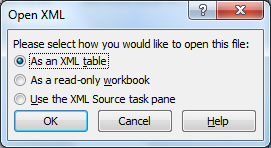 Open XML
Please select how you would like to open this file:
As an XML table
As a read-only workbook
Use the XML Source task pane
OK Cancel Help